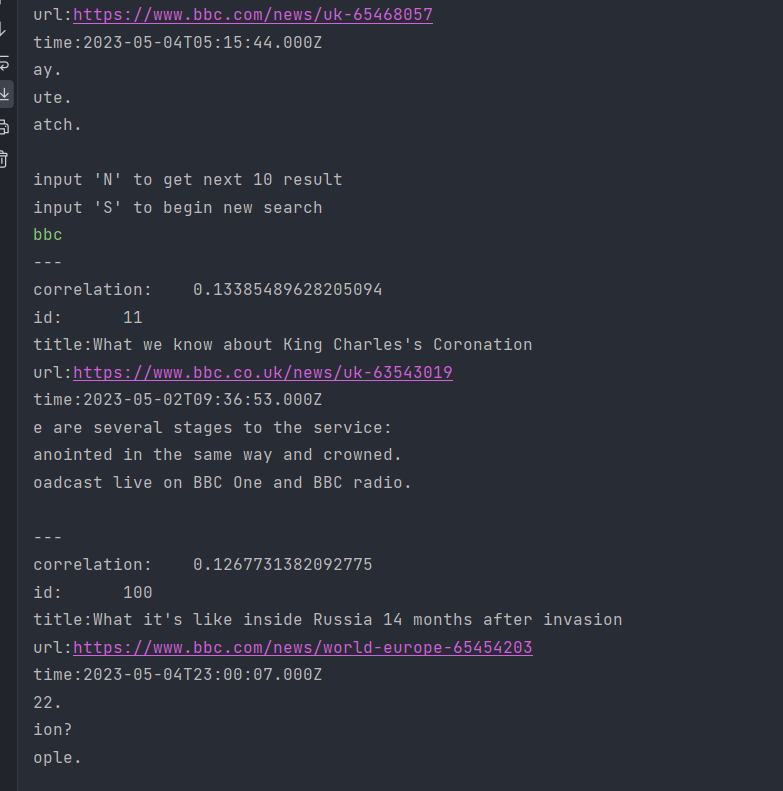 url:https://www.bbc.com/news/uk-65468057
time:2023-05-04T05:15:44.000Z
ay.
ute.
atch.
input 'N' to get next 10 result
input 'S' to begin new search
bbc
---
correlation:    0.13385489628205094
id:      11
title:What we know about King Charles's Coronation
url:https://www.bbc.co.uk/news/uk-63543019
time:2023-05-02T09:36:53.000Z
e are several stages to the service:
anointed in the same way and crowned.
oadcast live on BBC One and BBC radio.
---
correlation:    0.1267731382092775
id:      100
title:What it's like inside Russia 14 months after invasion
url:https://www.bbc.com/news/world-europe-65454203
time:2023-05-04T23:00:07.000Z
22.
ion?
ople.